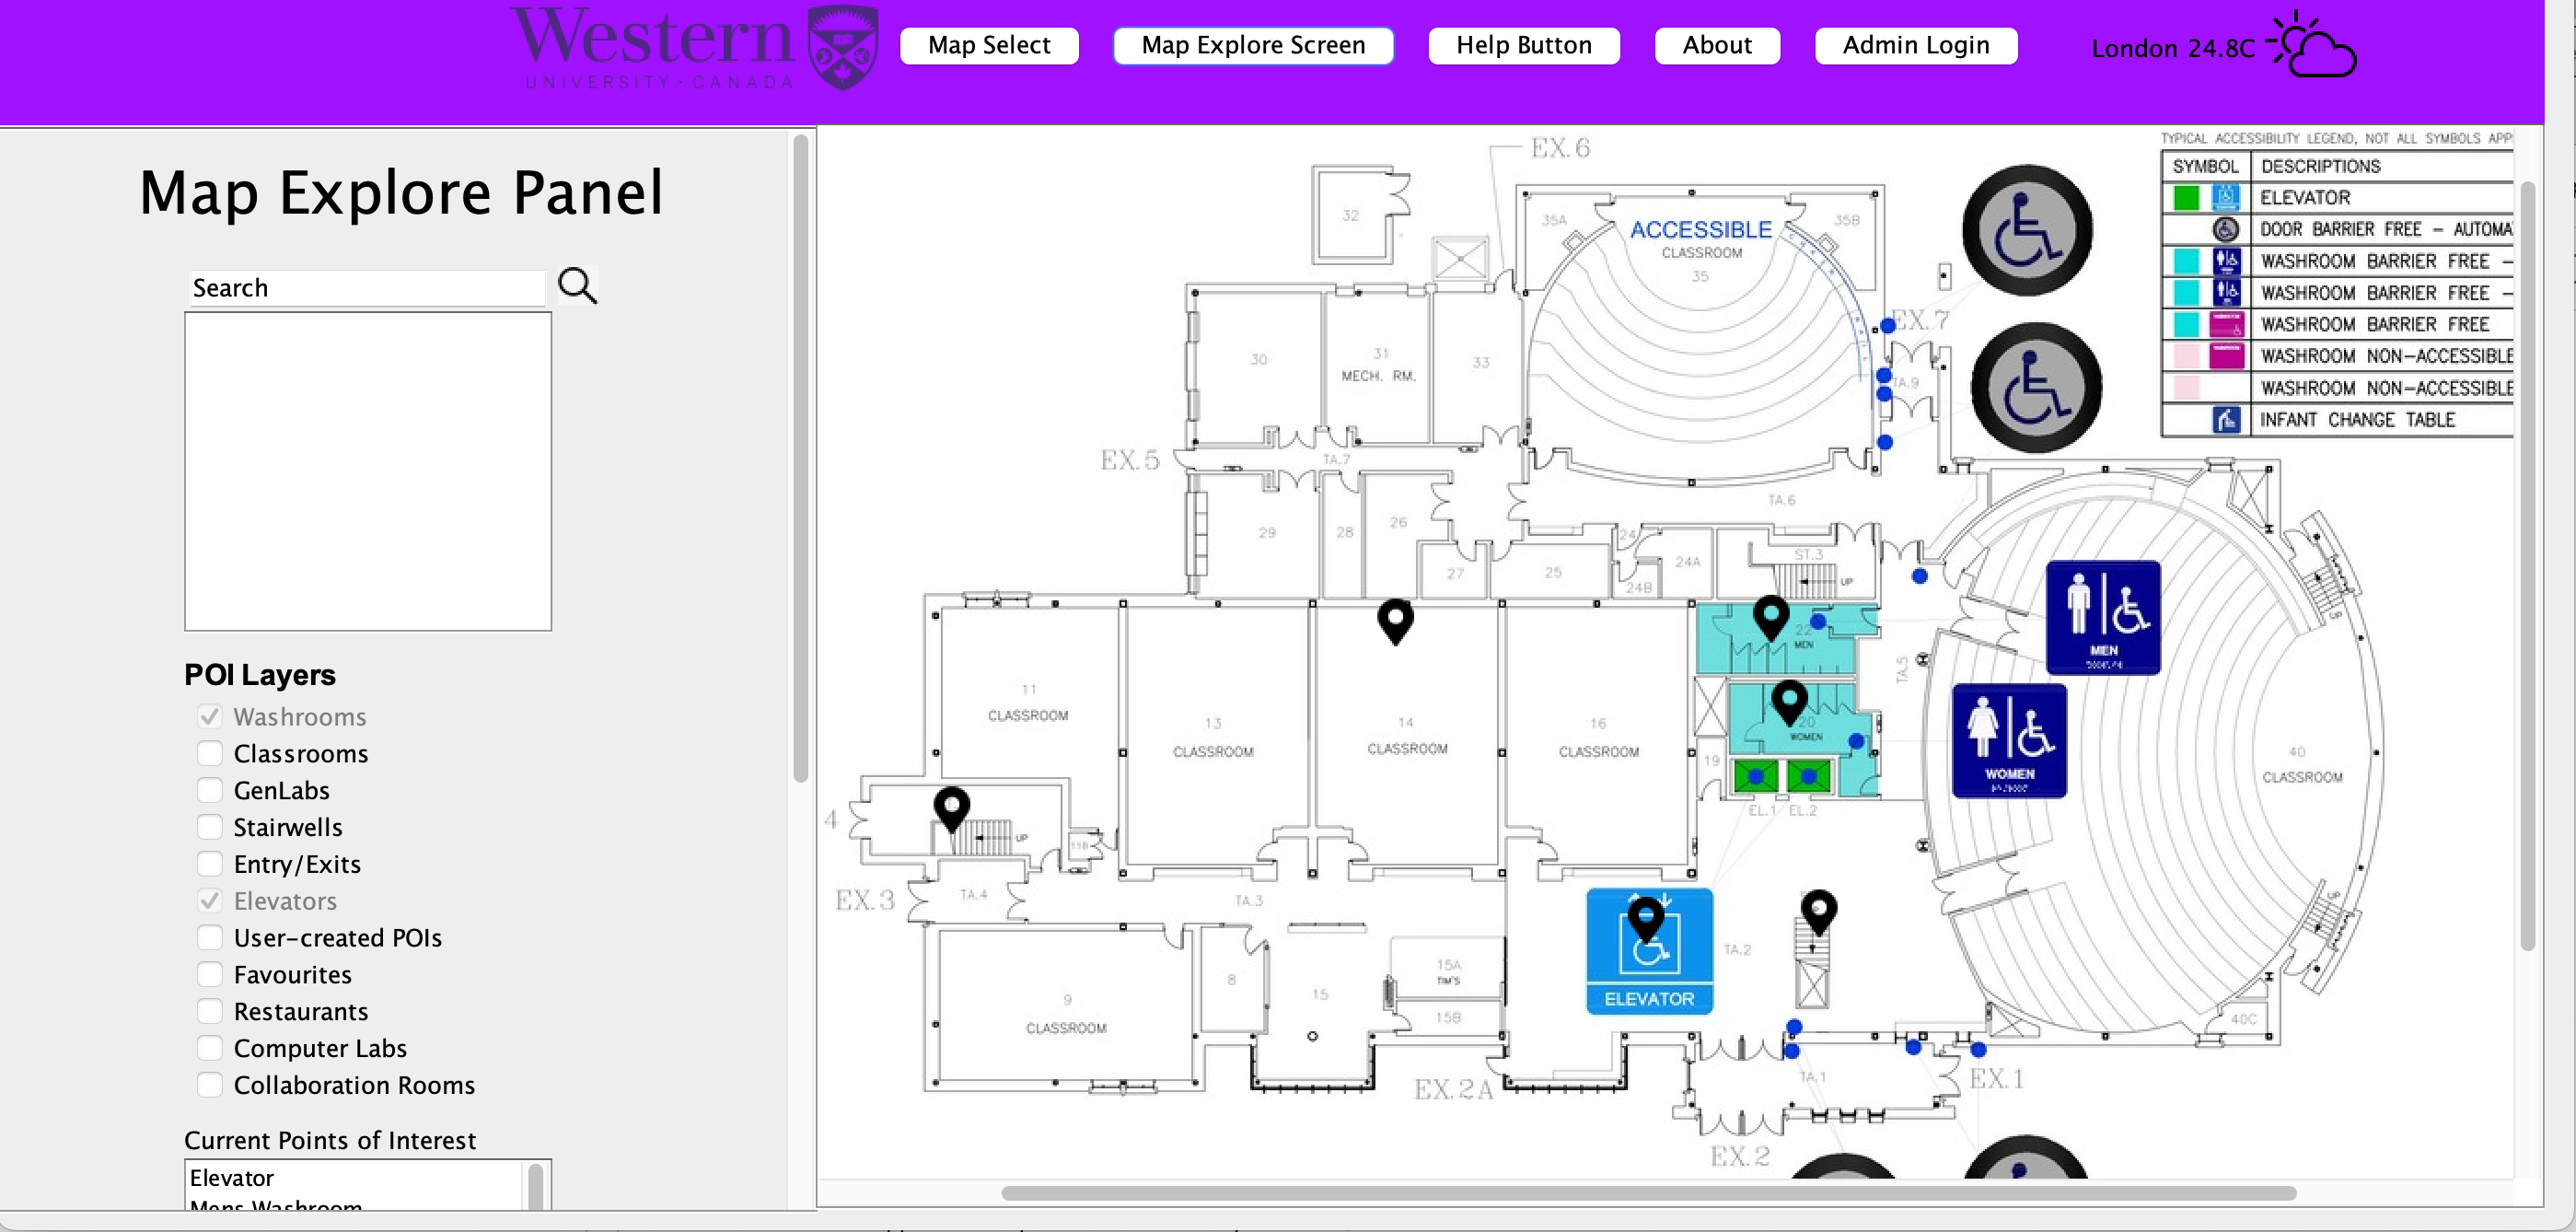 Western
UNIVERSITY · CANADA
Map Select
Map Explore Screen
Help Button
About
Admin Login
London 24.8C
Map Explore Panel
Search
POI Layers
Washrooms
Classrooms
GenLabs
Stairwells
Entry/Exits
Elevators
User-created POIs
Favourites
Restaurants
Computer Labs
Collaboration Rooms
Current Points of Interest
Elevator
Mens Washroom
TYPICAL ACCESSIBILITY LEGEND, NOT ALL SYMBOLS APP
SYMBOL DESCRIPTIONS
ELEVATOR
DOOR BARRIER FREE – AUTOMA
WASHROOM BARRIER FREE –
WASHROOM BARRIER FREE –
WASHROOM BARRIER FREE
WASHROOM NON-ACCESSIBLE
WASHROOM NON-ACCESSIBLE
INFANT CHANGE TABLE
EX.6
32
35A
ACCESSIBLE
CLASSROOM
35
35B
EX.7
TA.9
30
31
MECH. RM.
33
EX.5
TA.7
TA.6
29
28
26
27
25
24
24A
24B
ST.3
UP
22
MEN
MEN
TA.5
20
WOMEN
WOMEN
19
EL.1
EL.2
UP
40
CLASSROOM
11
CLASSROOM
13
CLASSROOM
14
CLASSROOM
16
CLASSROOM
4
UP
11B
EX.3
TA.4
TA.3
ELEVATOR
TA.2
9
CLASSROOM
8
15
15A
TIM'S
15B
40C
TA.1
EX.1
EX.2A
EX.2